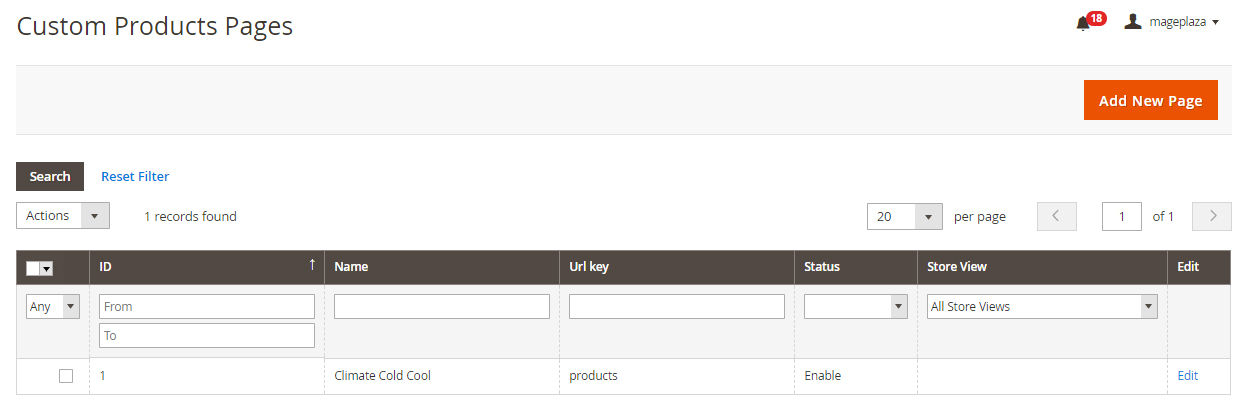 Custom Products Pages
18
mageplaza
Add New Page
Search Reset Filter
Actions 1 records found 20 per page 1 of 1
ID ↑ Name Url key Status Store View Edit
Any From All Store Views
To
1 Climate Cold Cool products Enable Edit